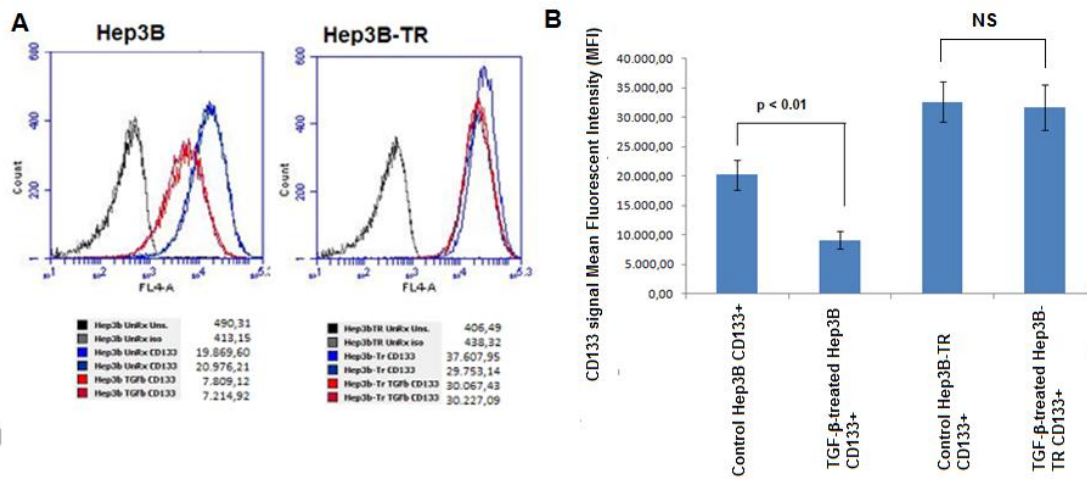 A
Hep3B
Hep3B-TR
600
400
200
Count
FL4-A
600
400
200
Count
FL4-A
Hep3b UnRx Uns. 490,31
Hep3b UnRx iso 413,15
Hep3b UnRx CD133 19.869,60
Hep3b UnRx CD133 20.976,21
Hep3b TGFb CD133 7.809,12
Hep3b TGFb CD133 7.214,92
Hep3bTR UnRx Uns. 406,49
Hep3bTR UnRx iso 438,32
Hep3b-Tr CD133 37.607,95
Hep3b-Tr CD133 29.753,14
Hep3b-Tr TGFb CD133 30.067,43
Hep3b-Tr TGFb CD133 30.227,09
B
CD133 signal Mean Fluorescent Intensity (MFI)
40.000,00
35.000,00
30.000,00
25.000,00
20.000,00
15.000,00
10.000,00
5.000,00
0,00
p < 0.01
NS
Control Hep3B CD133+
TGF-β-treated Hep3B
CD133+
Control Hep3B-TR
CD133+
TGF-β-treated Hep3B-
TR CD133+